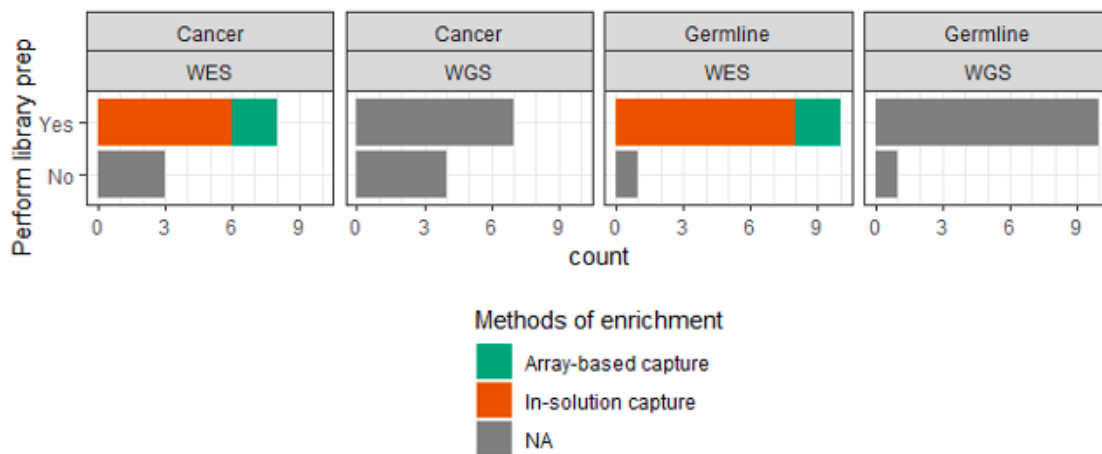 Cancer Cancer Germline Germline
WES WGS WES WGS
Perform library prep
Yes
No
0 3 6 9 0 3 6 9 0 3 6 9 0 3 6 9
count
Methods of enrichment
Array-based capture
In-solution capture
NA